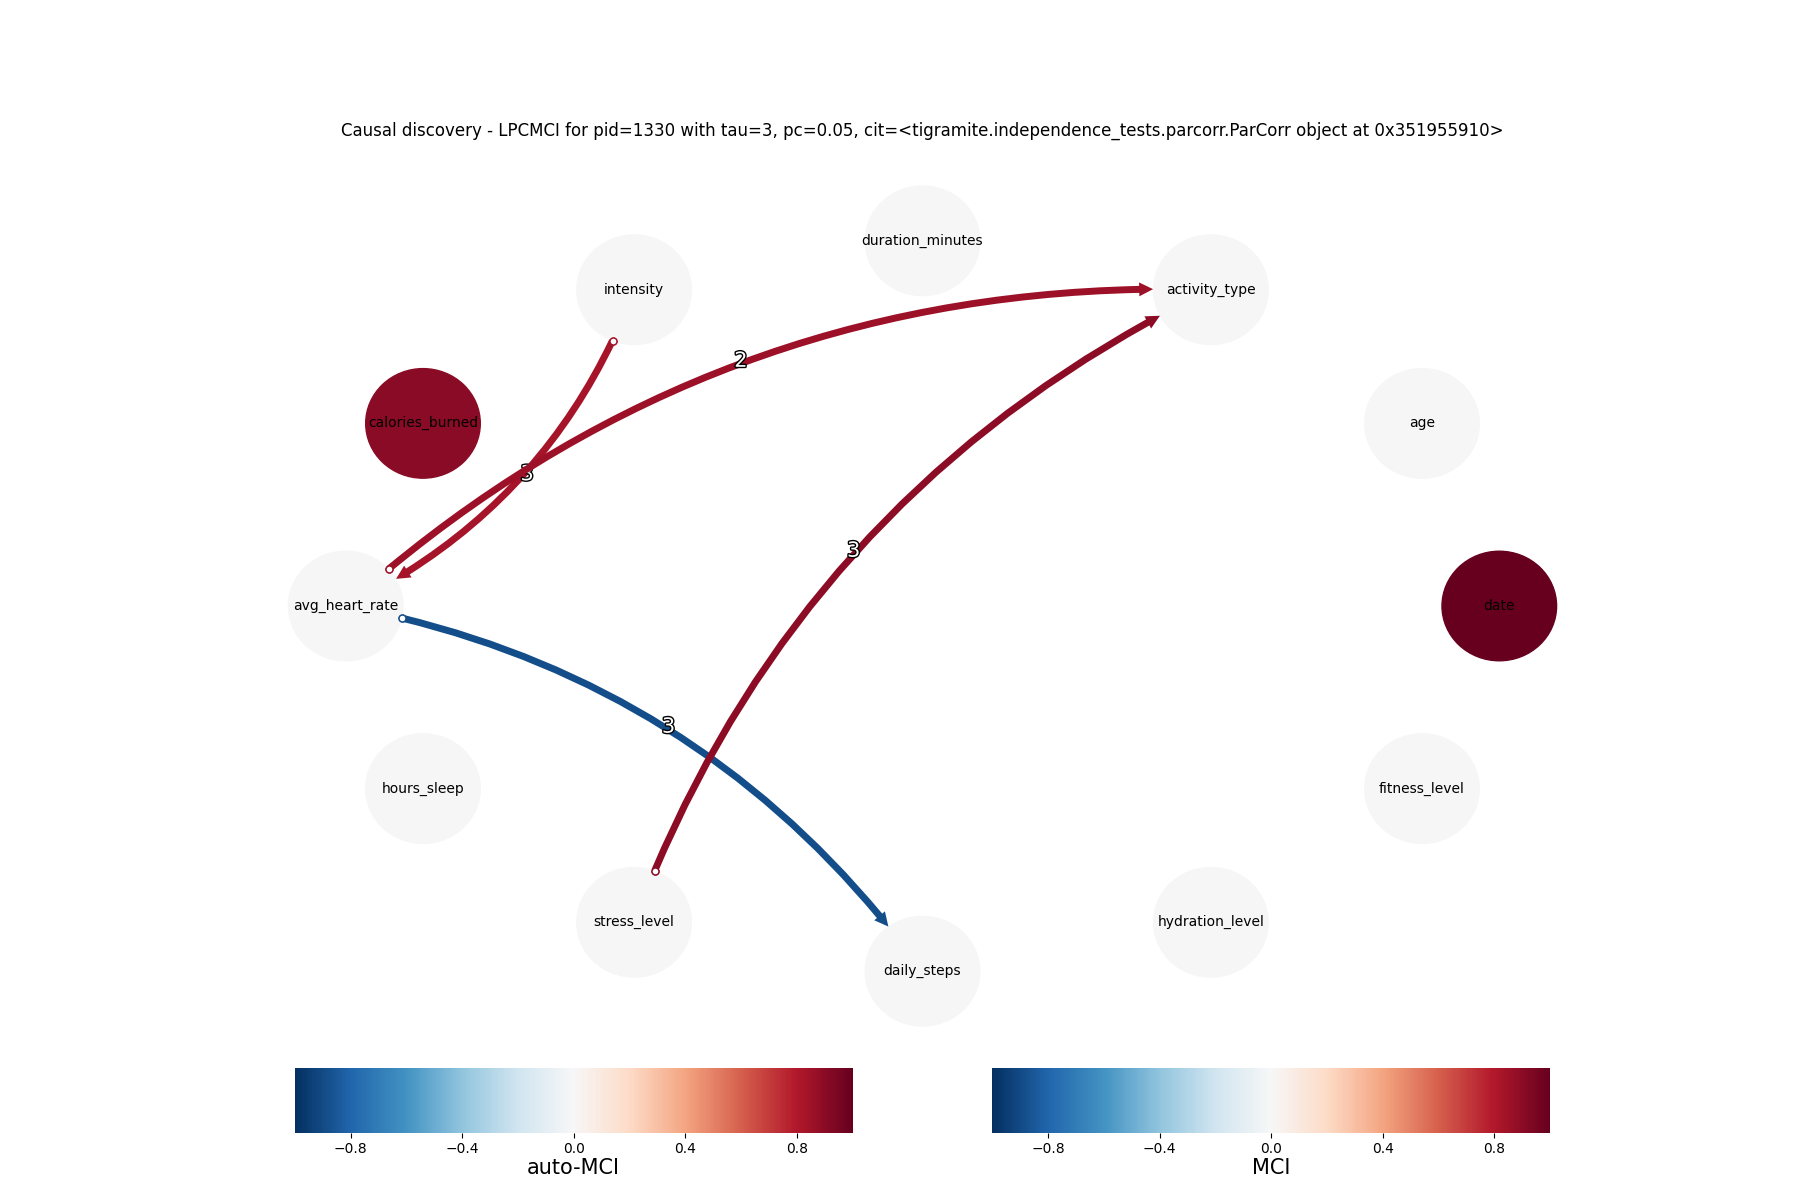 Causal discovery - LPCMCI for pid=1330 with tau=3, pc=0.05, cit=<tigramite.independence_tests.parcorr.ParCorr object at 0x351955910>
duration_minutes
intensity
activity_type
2
calories_burned
age
3
3
avg_heart_rate
date
3
hours_sleep
fitness_level
stress_level
hydration_level
daily_steps
−0.8 −0.4 0.0 0.4 0.8
auto-MCI
−0.8 −0.4 0.0 0.4 0.8
MCI